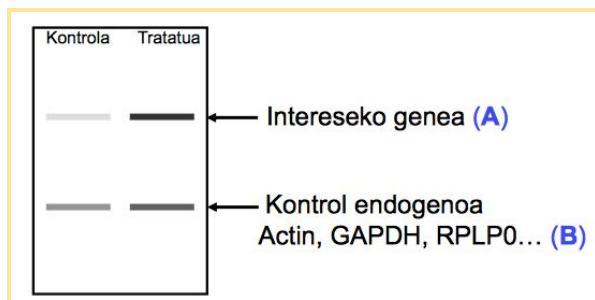 Kontrola Tratatua
Intereseko genea (A)
Kontrol endogenoa
Actin, GAPDH, RPLP0... (B)